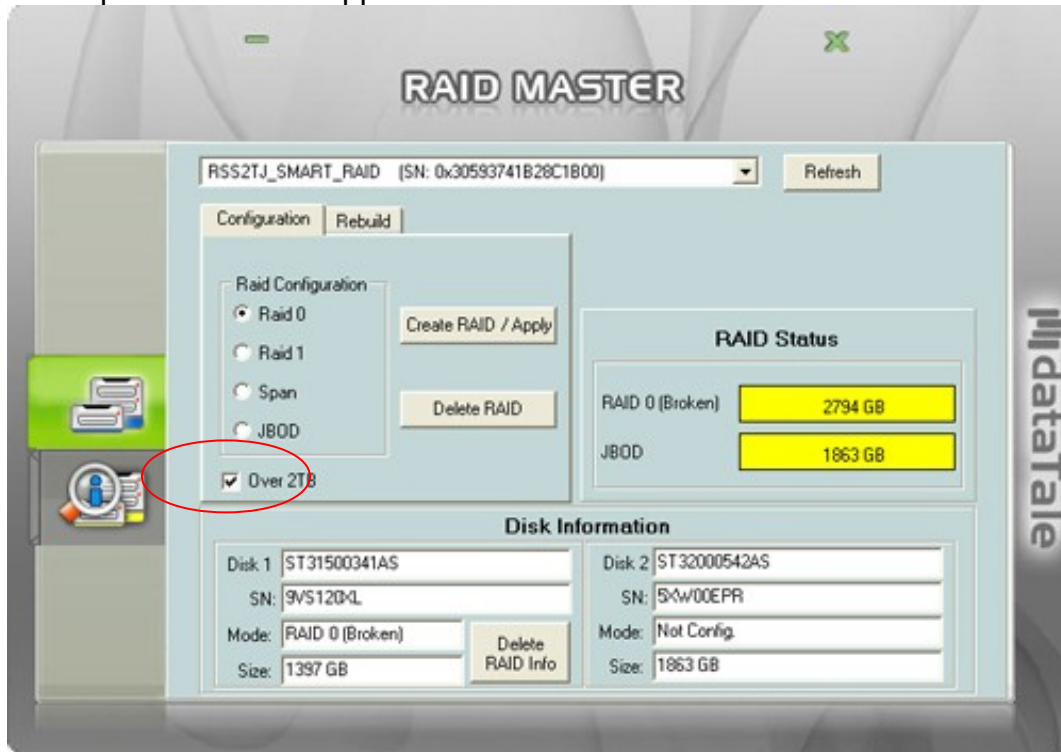 RAID MASTER
RSS2TJ_SMART_RAID (SN: 0x30593741B28C1B00)
Refresh
Configuration
Rebuild
Raid Configuration
Raid 0
Raid 1
Span
JBOD
Create RAID / Apply
Delete RAID
Over 2TB
RAID Status
RAID 0 (Broken)
2794 GB
JBOD
1863 GB
dataTale
Disk Information
Disk 1 ST31500341AS
SN: 9VS120XL
Mode: RAID 0 (Broken)
Size: 1397 GB
Delete
RAID Info
Disk 2 ST32000542AS
SN: 5XW00EPR
Mode: Not Config.
Size: 1863 GB